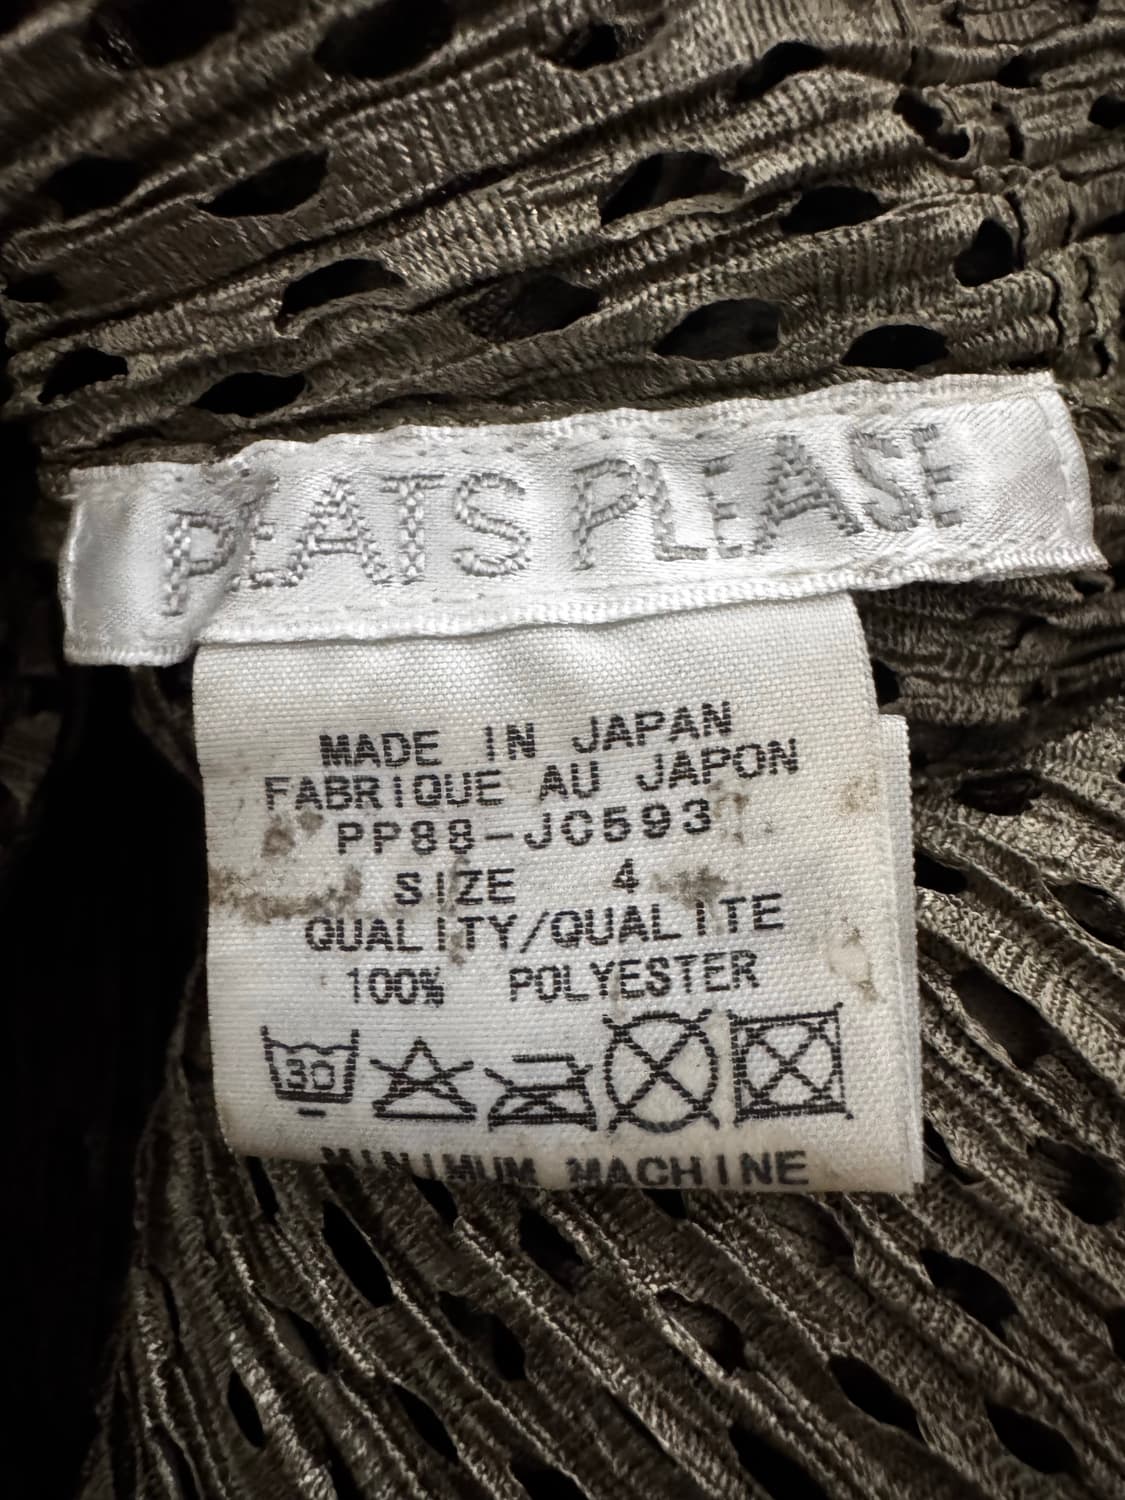 PLEATS PLEASE
MADE IN JAPAN
FABRIQUE AU JAPON
PP88-JC593
SIZE 4
QUALITY/QUALITE
100% POLYESTER
30
MINIMUM MACHINE